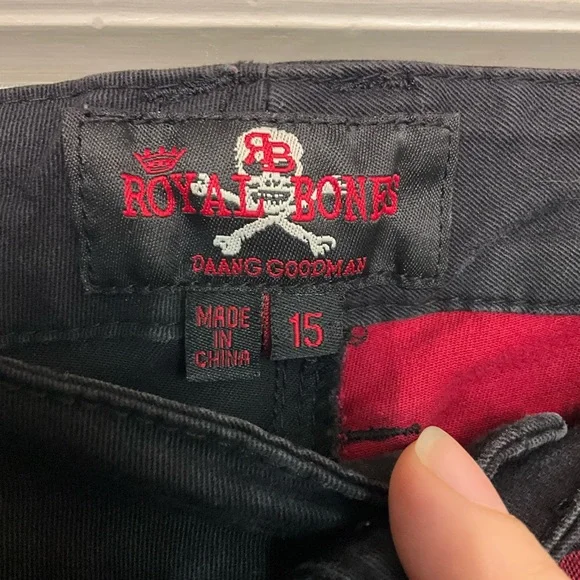 RB
ROYAL BONES
DAANG GOODMAN
MADE
IN
CHINA
15